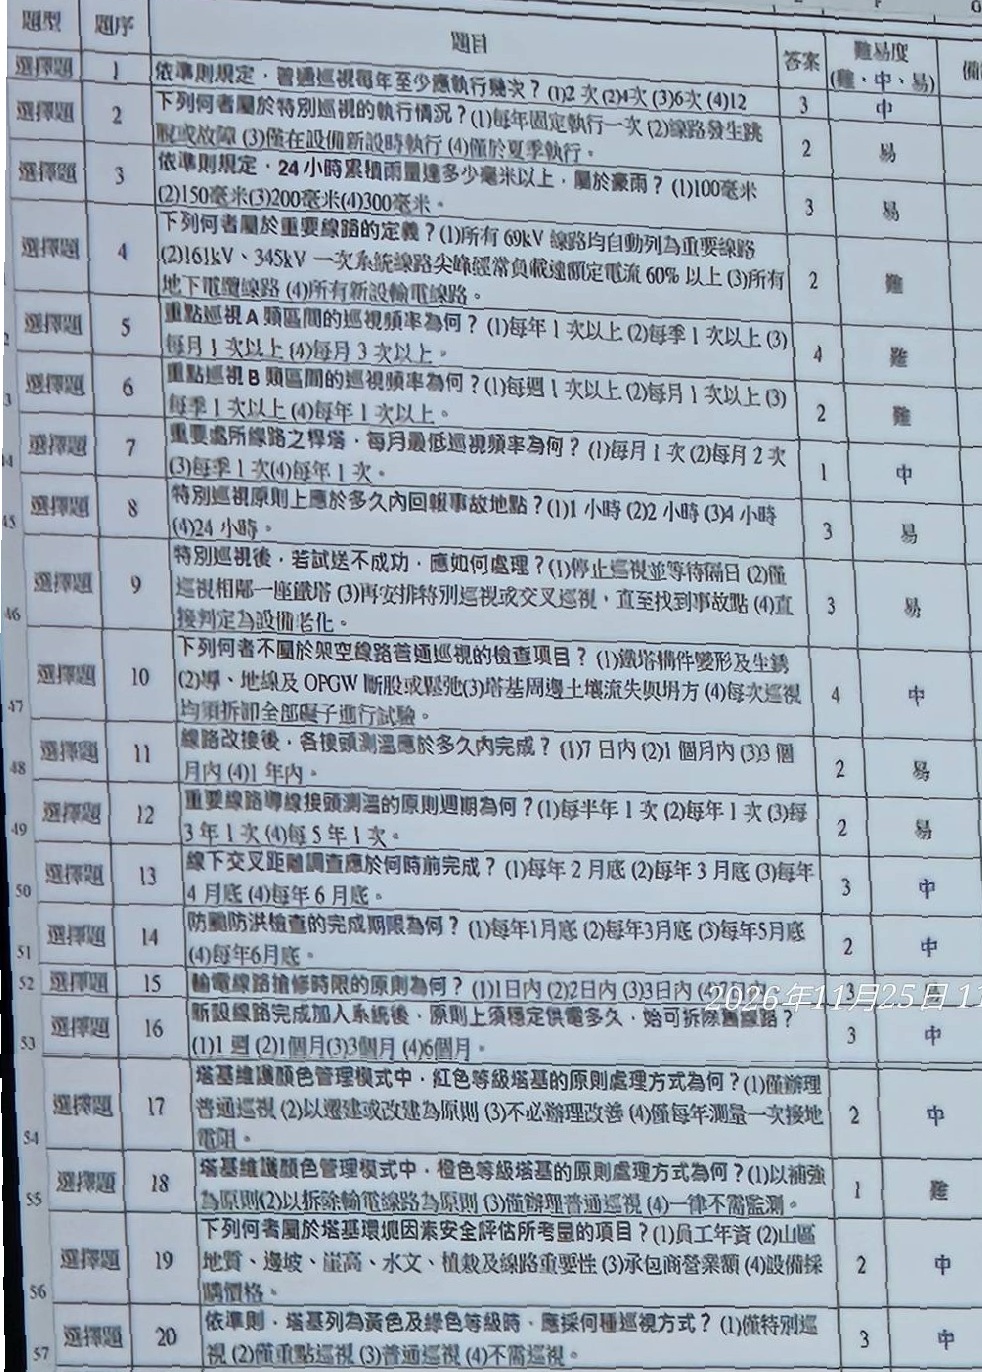 題型 題序 題目 答案 難易度 (難、中、易) 備
選擇題 1 依準則規定，普通巡視每年至少應執行幾次？(1)2 次(2)4次(3)6次(4)12 3 中
選擇題 2 下列何者屬於特別巡視的執行情況？(1)每年固定執行一次 (2)線路發生跳
脫或故障 (3)僅在設備新設時執行 (4)僅於夏季執行。 2 易
選擇題 3 依準則規定，24 小時累積雨量達多少毫米以上，屬於豪雨？ (1)100毫米
(2)150毫米(3)200毫米(4)300毫米。 3 易
選擇題 4 下列何者屬於重要線路的定義？(1)所有 69kV 線路均自動列為重要線路
(2)161kV、345kV 一次系統線路尖峰經常負載達額定電流 60% 以上 (3)所有
地下電纜線路 (4)所有新設輸電線路。 2 難
選擇題 5 重點巡視 A 類區間的巡視頻率為何？ (1)每年 1 次以上 (2)每季 1 次以上 (3)
每月 1 次以上 (4)每月 3 次以上。 4 難
選擇題 6 重點巡視 B 類區間的巡視頻率為何？(1)每週 1 次以上 (2)每月 1 次以上 (3)
每季 1 次以上 (4)每年 1 次以上。 2 難
選擇題 7 重要處所線路之桿塔，每月最低巡視頻率為何？ (1)每月 1 次 (2)每月 2 次
(3)每季 1 次(4)每年 1 次。 1 中
選擇題 8 特別巡視原則上應於多久內回報事故地點？(1)1 小時 (2)2 小時 (3)4 小時
(4)24 小時。 3 易
選擇題 9 特別巡視後，若試送不成功，應如何處理？(1)停止巡視並等待隔日 (2)僅
巡視相鄰一座鐵塔 (3)再安排特別巡視或交叉巡視，直至找到事故點 (4)直
接判定為設備老化。 3 易
46
選擇題 10 下列何者不屬於架空線路普通巡視的檢查項目？ (1)鐵塔構件變形及生銹
(2)導、地線及 OPGW 斷股或鬆弛(3)塔基周邊土壤流失與坍方 (4)每次巡視
均須拆卸全部礙子進行試驗。 4 中
47
選擇題 11 線路改接後，各接頭測溫應於多久內完成？ (1)7 日內 (2)1 個月內 (3)3 個
月內 (4)1 年內。 2 易
48
選擇題 12 重要線路導線接頭測溫的原則週期為何？(1)每半年 1 次 (2)每年 1 次 (3)每
3 年 1 次 (4)每 5 年 1 次。 2 易
49
選擇題 13 線下交叉距離調查應於何時前完成？ (1)每年 2 月底 (2)每年 3 月底 (3)每年
4 月底 (4)每年 6 月底。 3 中
50
選擇題 14 防颱防洪檢查的完成期限為何？ (1)每年1月底 (2)每年3月底 (3)每年5月底
(4)每年6月底。 2 中
51
52 選擇題 15 輸電線路搶修時限的原則為何？ (1)1日內 (2)2日內 (3)3日內 3
2026年11月25日 11
選擇題 16 新設線路完成加入系統後，原則上須穩定供電多久，始可拆除舊線路？
(1)1 週 (2)1個月(3)3個月 (4)6個月。 3 中
53
選擇題 17 塔基維護顏色管理模式中，紅色等級塔基的原則處理方式為何？(1)僅辦理
普通巡視 (2)以遷建或改建為原則 (3)不必辦理改善 (4)僅每年測量一次接地
電阻。 2 中
54
選擇題 18 塔基維護顏色管理模式中，橙色等級塔基的原則處理方式為何？(1)以補強
為原則(2)以拆除輸電線路為原則 (3)僅辦理普通巡視 (4)一律不需監測。 1 難
55
選擇題 19 下列何者屬於塔基環境因素安全評估所考量的項目？(1)員工年資 (2)山區
地質、邊坡、崖高、水文、植栽及線路重要性 (3)承包商營業額 (4)設備採
購價格。 2 中
56
選擇題 20 依準則，塔基列為黃色及綠色等級時，應採何種巡視方式？ (1)僅特別巡
視 (2)僅重點巡視 (3)普通巡視 (4)不需巡視。 3 中
57